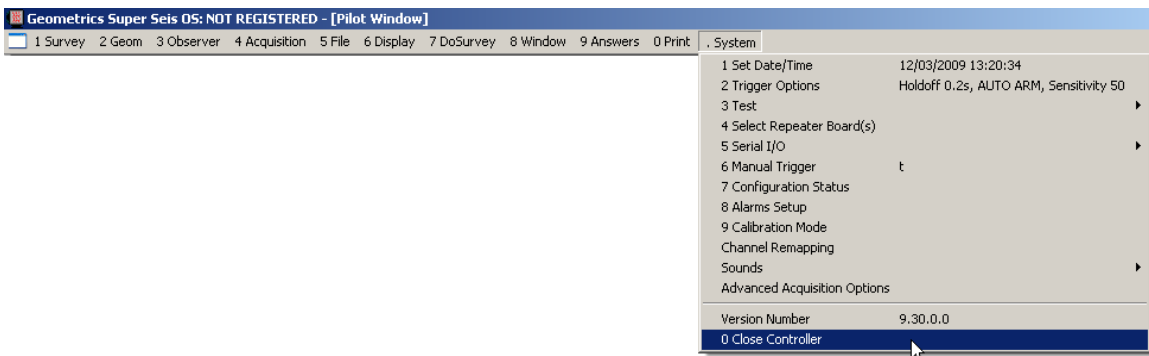 Geometrics Super Seis OS: NOT REGISTERED - [Pilot Window]
1 Survey 2 Geom 3 Observer 4 Acquisition 5 File 6 Display 7 DoSurvey 8 Window 9 Answers 0 Print . System
1 Set Date/Time 12/03/2009 13:20:34
2 Trigger Options Holdoff 0.2s, AUTO ARM, Sensitivity 50
3 Test
4 Select Repeater Board(s)
5 Serial I/O
6 Manual Trigger t
7 Configuration Status
8 Alarms Setup
9 Calibration Mode
Channel Remapping
Sounds
Advanced Acquisition Options
Version Number 9.30.0.0
0 Close Controller